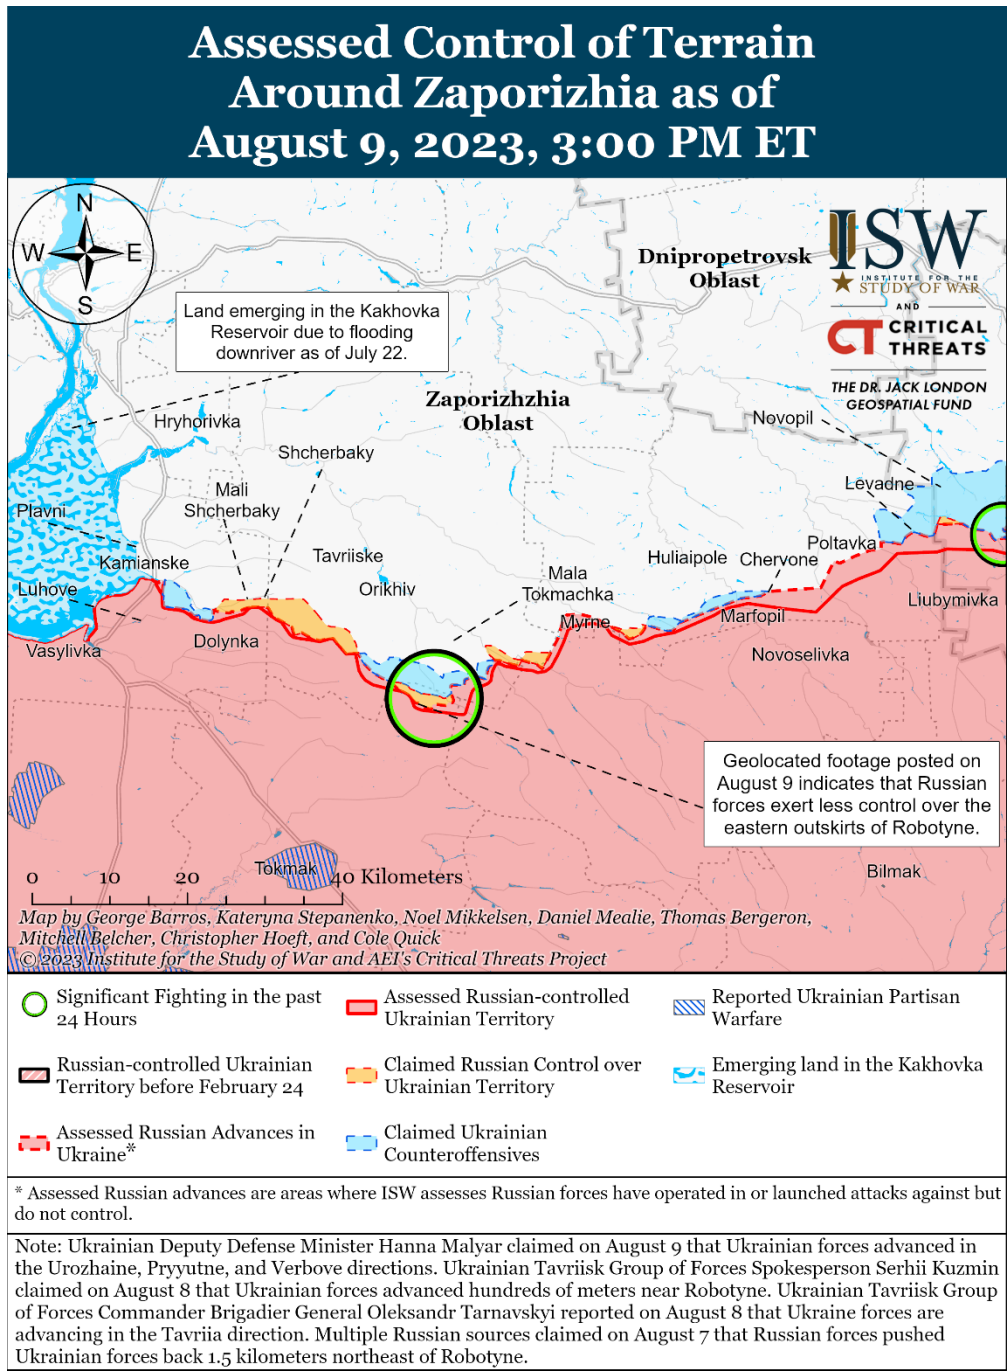 Assessed Control of Terrain
Around Zaporizhia as of
August 9, 2023, 3:00 PM ET
N
W
E
S
Dnipropetrovsk
Oblast
ISW
INSTITUTE FOR THE
STUDY OF WAR
AND
CT CRITICAL
THREATS
THE DR. JACK LONDON
GEOSPATIAL FUND
Land emerging in the Kakhovka
Reservoir due to flooding
downriver as of July 22.
Zaporizhzhia
Oblast
Hryhorivka
Novopil
Shcherbaky
Levadne
Mali
Shcherbaky
Plavni
Poltavka
Kamianske
Tavriiske
Huliaipole
Chervone
Mala
Tokmachka
Orikhiv
Luhove
Liubymivka
Marfopil
Myrne
Dolynka
Vasylivka
Novoselivka
Geolocated footage posted on
August 9 indicates that Russian
forces exert less control over the
eastern outskirts of Robotyne.
Tokmak
Bilmak
0 10 20 40 Kilometers
Map by George Barros, Kateryna Stepanenko, Noel Mikkelsen, Daniel Mealie, Thomas Bergeron,
Mitchell Belcher, Christopher Hoeft, and Cole Quick
© 2023 Institute for the Study of War and AEI's Critical Threats Project
Significant Fighting in the past
24 Hours
Assessed Russian-controlled
Ukrainian Territory
Reported Ukrainian Partisan
Warfare
Russian-controlled Ukrainian
Territory before February 24
Claimed Russian Control over
Ukrainian Territory
Emerging land in the Kakhovka
Reservoir
Assessed Russian Advances in
Ukraine*
Claimed Ukrainian
Counteroffensives
* Assessed Russian advances are areas where ISW assesses Russian forces have operated in or launched attacks against but
do not control.
Note: Ukrainian Deputy Defense Minister Hanna Malyar claimed on August 9 that Ukrainian forces advanced in
the Urozhaine, Pryyutne, and Verbove directions. Ukrainian Tavriisk Group of Forces Spokesperson Serhii Kuzmin
claimed on August 8 that Ukrainian forces advanced hundreds of meters near Robotyne. Ukrainian Tavriisk Group
of Forces Commander Brigadier General Oleksandr Tarnavskyi reported on August 8 that Ukraine forces are
advancing in the Tavriia direction. Multiple Russian sources claimed on August 7 that Russian forces pushed
Ukrainian forces back 1.5 kilometers northeast of Robotyne.